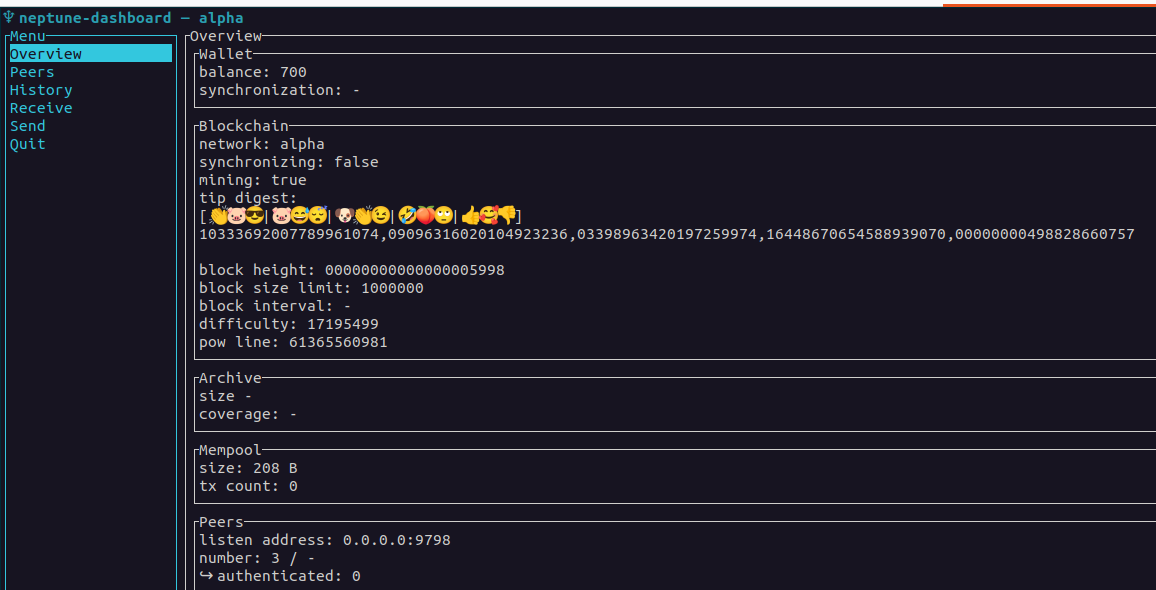 ♆ neptune-dashboard — alpha
Menu
Overview
Peers
History
Receive
Send
Quit
Overview
Wallet
balance: 700
synchronization: -
Blockchain
network: alpha
synchronizing: false
mining: true
tip digest:
[👏🐷😎|🐷😅😴|🐶👏😉|🤣🍑🙄|👍🥰👎]
10333692007789961074,09096316020104923236,03398963420197259974,16448670654588939070,00000000498828660757
block height: 00000000000000005998
block size limit: 1000000
block interval: -
difficulty: 17195499
pow line: 61365560981
Archive
size -
coverage: -
Mempool
size: 208 B
tx count: 0
Peers
listen address: 0.0.0.0:9798
number: 3 / -
↪ authenticated: 0